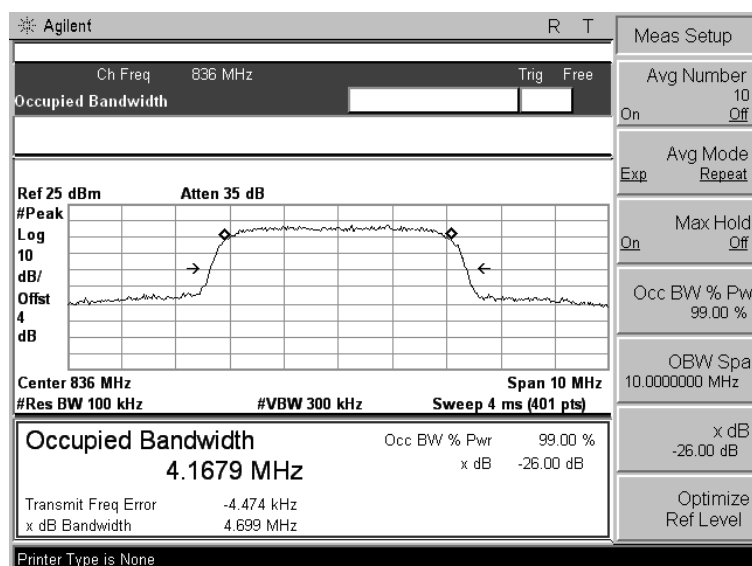 Agilent R T
Ch Freq 836 MHz Trig Free
Occupied Bandwidth
Ref 25 dBm Atten 35 dB
#Peak
Log
10
dB/
Offst
4
dB
Center 836 MHz Span 10 MHz
#Res BW 100 kHz #VBW 300 kHz Sweep 4 ms (401 pts)
Occupied Bandwidth Occ BW % Pwr 99.00 %
4.1679 MHz x dB -26.00 dB
Transmit Freq Error -4.474 kHz
x dB Bandwidth 4.699 MHz
Printer Type is None
Meas Setup
Avg Number
10
On Off
Avg Mode
Exp Repeat
Max Hold
On Off
Occ BW % Pw
99.00 %
OBW Spa
10.0000000 MHz
x dB
-26.00 dB
Optimize
Ref Level